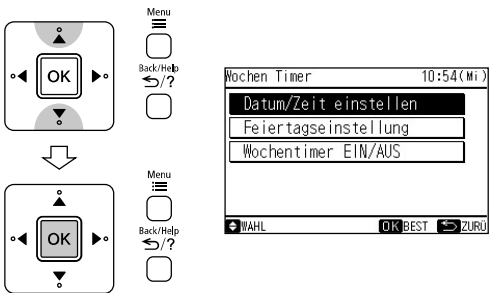 Menu
OK
Back/Help
?
Menu
OK
Back/Help
?
Wochen Timer 10:54(Mi)
Datum/Zeit einstellen
Feiertagseinstellung
Wochentimer EIN/AUS
WAHL OK BEST ZURÜ